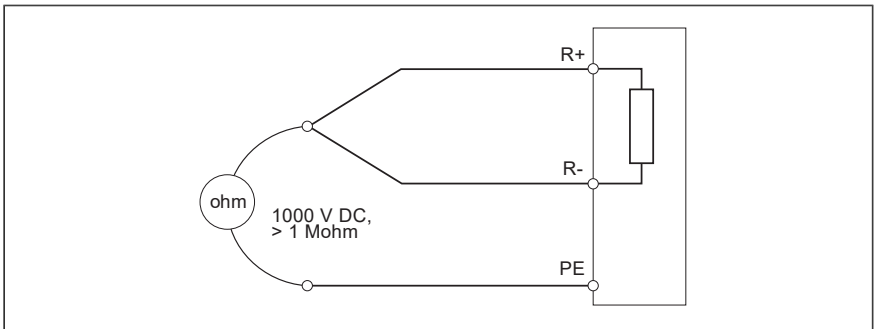 R+
R-
ohm
1000 V DC,
> 1 Mohm
PE